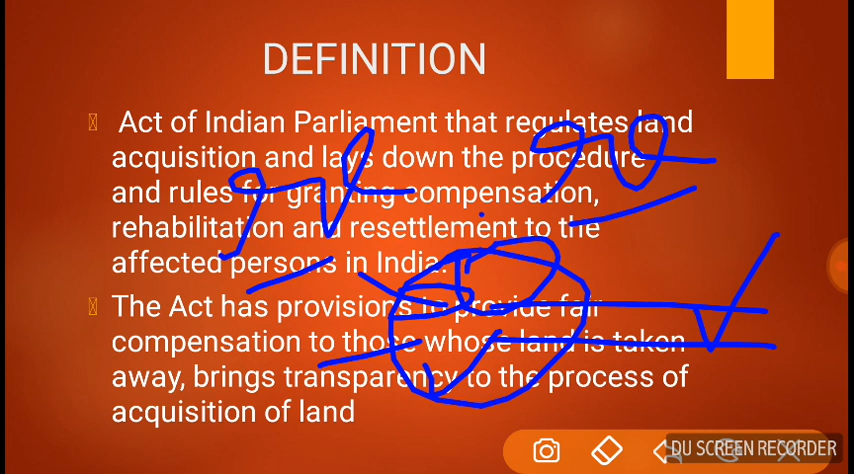 DEFINITION
Act of Indian Parliament that regulates land
acquisition and lays down the procedure
and rules for granting compensation,
rehabilitation and resettlement to the
affected persons in India.
The Act has provisions to provide fair
compensation to those whose land is taken
away, brings transparency to the process of
acquisition of land
DU SCREEN RECORDER